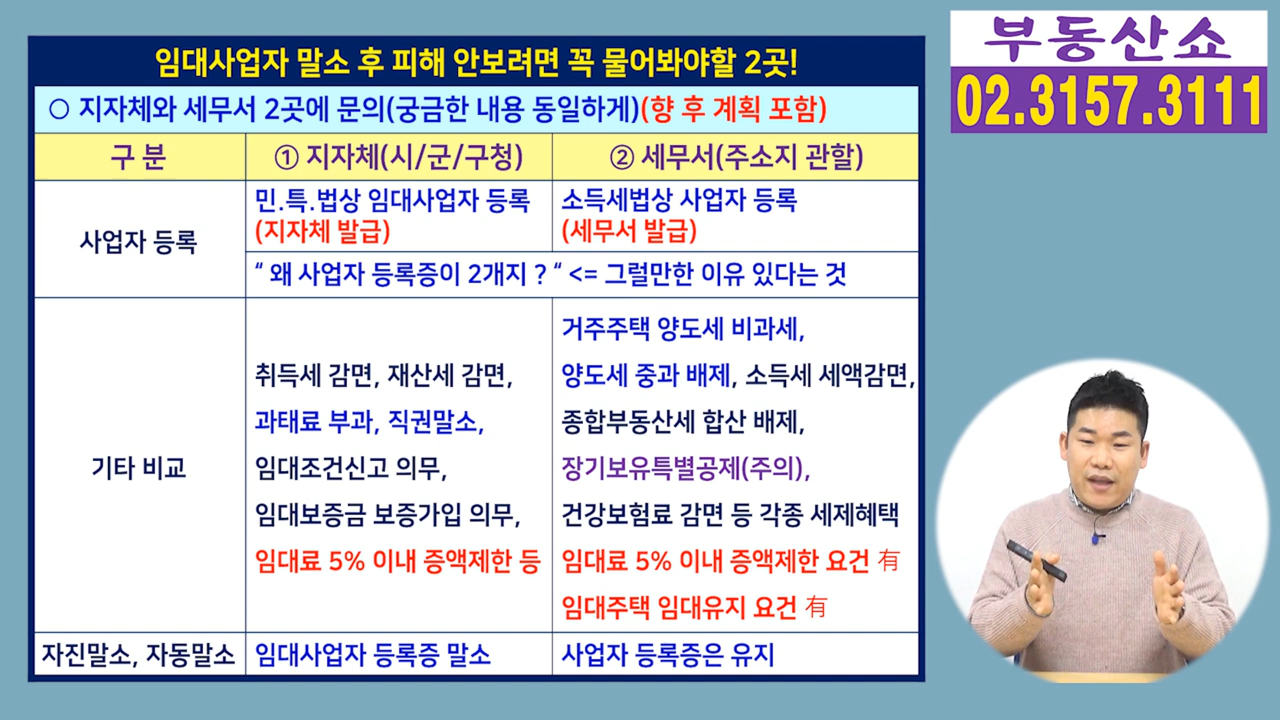 임대사업자 말소 후 피해 안보려면 꼭 물어봐야할 2곳!
○ 지자체와 세무서 2곳에 문의(궁금한 내용 동일하게)(향 후 계획 포함)
구 분
① 지자체(시/군/구청)
② 세무서(주소지 관할)
사업자 등록
민.특.법상 임대사업자 등록
(지자체 발급)
소득세법상 사업자 등록
(세무서 발급)
“ 왜 사업자 등록증이 2개지 ? “ <= 그럴만한 이유 있다는 것
기타 비교
취득세 감면, 재산세 감면,
과태료 부과, 직권말소,
임대조건신고 의무,
임대보증금 보증가입 의무,
임대료 5% 이내 증액제한 등
거주주택 양도세 비과세,
양도세 중과 배제, 소득세 세액감면,
종합부동산세 합산 배제,
장기보유특별공제(주의),
건강보험료 감면 등 각종 세제혜택
임대료 5% 이내 증액제한 요건 有
임대주택 임대유지 요건 有
자진말소, 자동말소
임대사업자 등록증 말소
사업자 등록증은 유지
부동산쇼
02.3157.3111